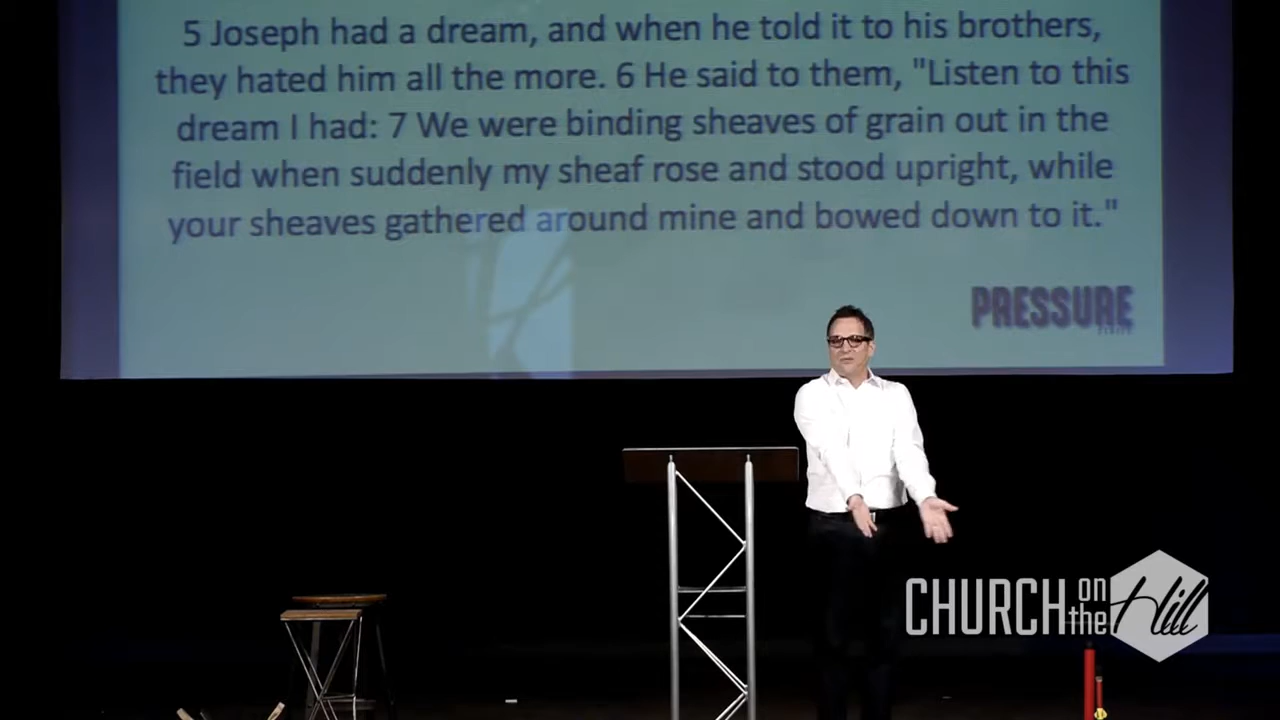 5 Joseph had a dream, and when he told it to his brothers,
they hated him all the more. 6 He said to them, "Listen to this
dream I had: 7 We were binding sheaves of grain out in the
field when suddenly my sheaf rose and stood upright, while
your sheaves gathered around mine and bowed down to it."
PRESSURE
CHURCH on the Hill